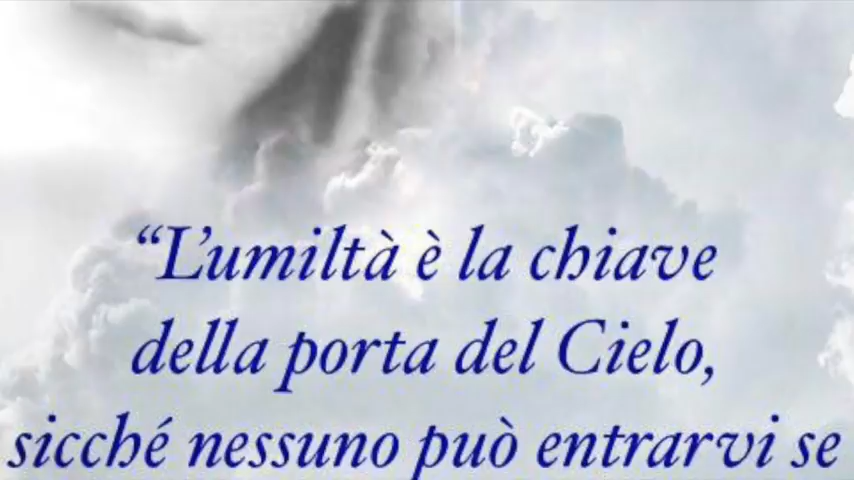 “L’umiltà è la chiave
della porta del Cielo,
sicché nessuno può entrarvi se